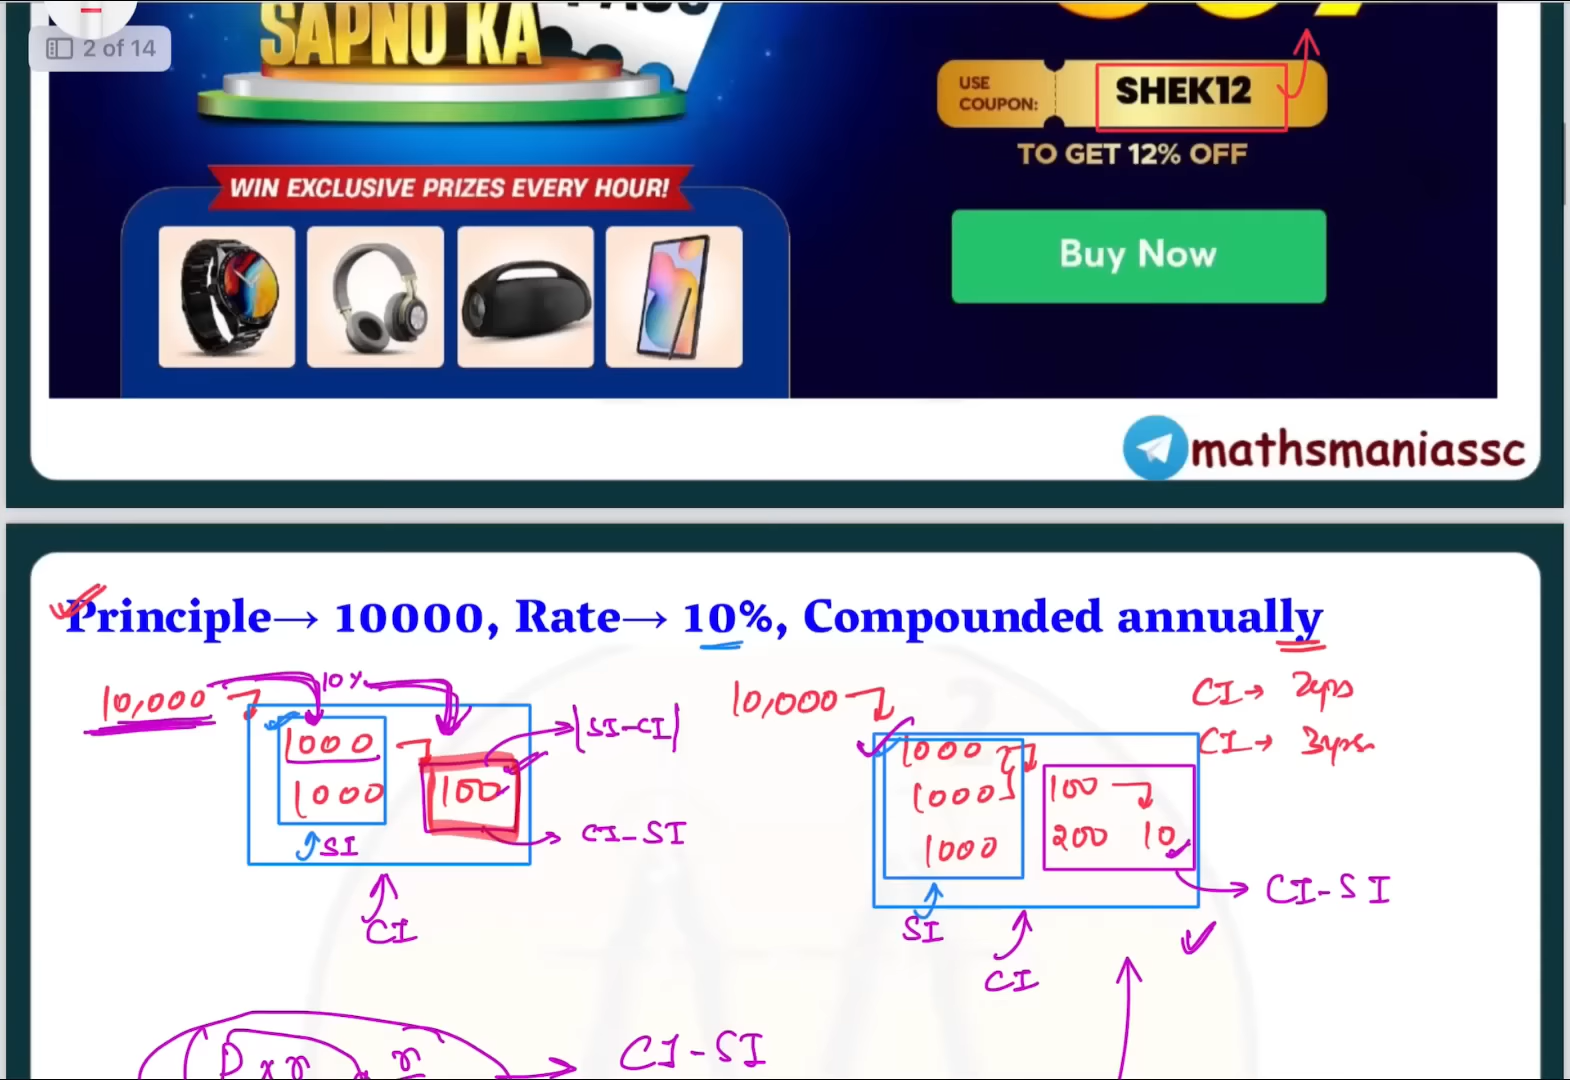 SAPNO KA
2 of 14
USE COUPON: SHEK12
TO GET 12% OFF
WIN EXCLUSIVE PRIZES EVERY HOUR!
Buy Now
mathsmaniassc
Principle→ 10000, Rate→ 10%, Compounded annually
10,000
10%
1000
1000
SI
100
|SI-CI|
CI-SI
CI
10,000
1000
1000
1000
SI
CI
100
200 10
CI-SI
CI→ 2yrs
CI→ 3yrs
P × r
r
CI-SI